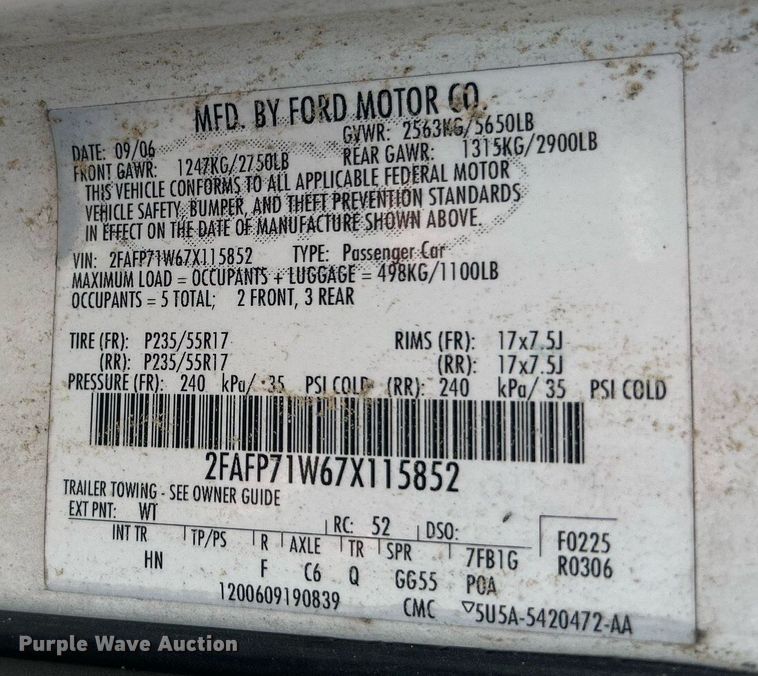 MFD. BY FORD MOTOR CO.
DATE: 09/06 GVWR: 2563KG/5650LB
FRONT GAWR: 1247KG/2750LB REAR GAWR: 1315KG/2900LB
THIS VEHICLE CONFORMS TO ALL APPLICABLE FEDERAL MOTOR
VEHICLE SAFETY, BUMPER, AND THEFT PREVENTION STANDARDS
IN EFFECT ON THE DATE OF MANUFACTURE SHOWN ABOVE.
VIN: 2FAFP71W67X115852 TYPE: Passenger Car
MAXIMUM LOAD = OCCUPANTS + LUGGAGE = 498KG/1100LB
OCCUPANTS = 5 TOTAL; 2 FRONT, 3 REAR
TIRE (FR): P235/55R17 RIMS (FR): 17x7.5J
(RR): P235/55R17 (RR): 17x7.5J
PRESSURE (FR): 240 kPa/ 35 PSI COLD (RR): 240 kPa/ 35 PSI COLD
2FAFP71W67X115852
TRAILER TOWING - SEE OWNER GUIDE
EXT PNT: WT RC: 52 DSO: F0225
INT TR TP/PS R AXLE TR SPR 7FB1G R0306
HN F C6 Q GG55 POA
1200609190839 CMC ▽5U5A-5420472-AA
Purple Wave Auction